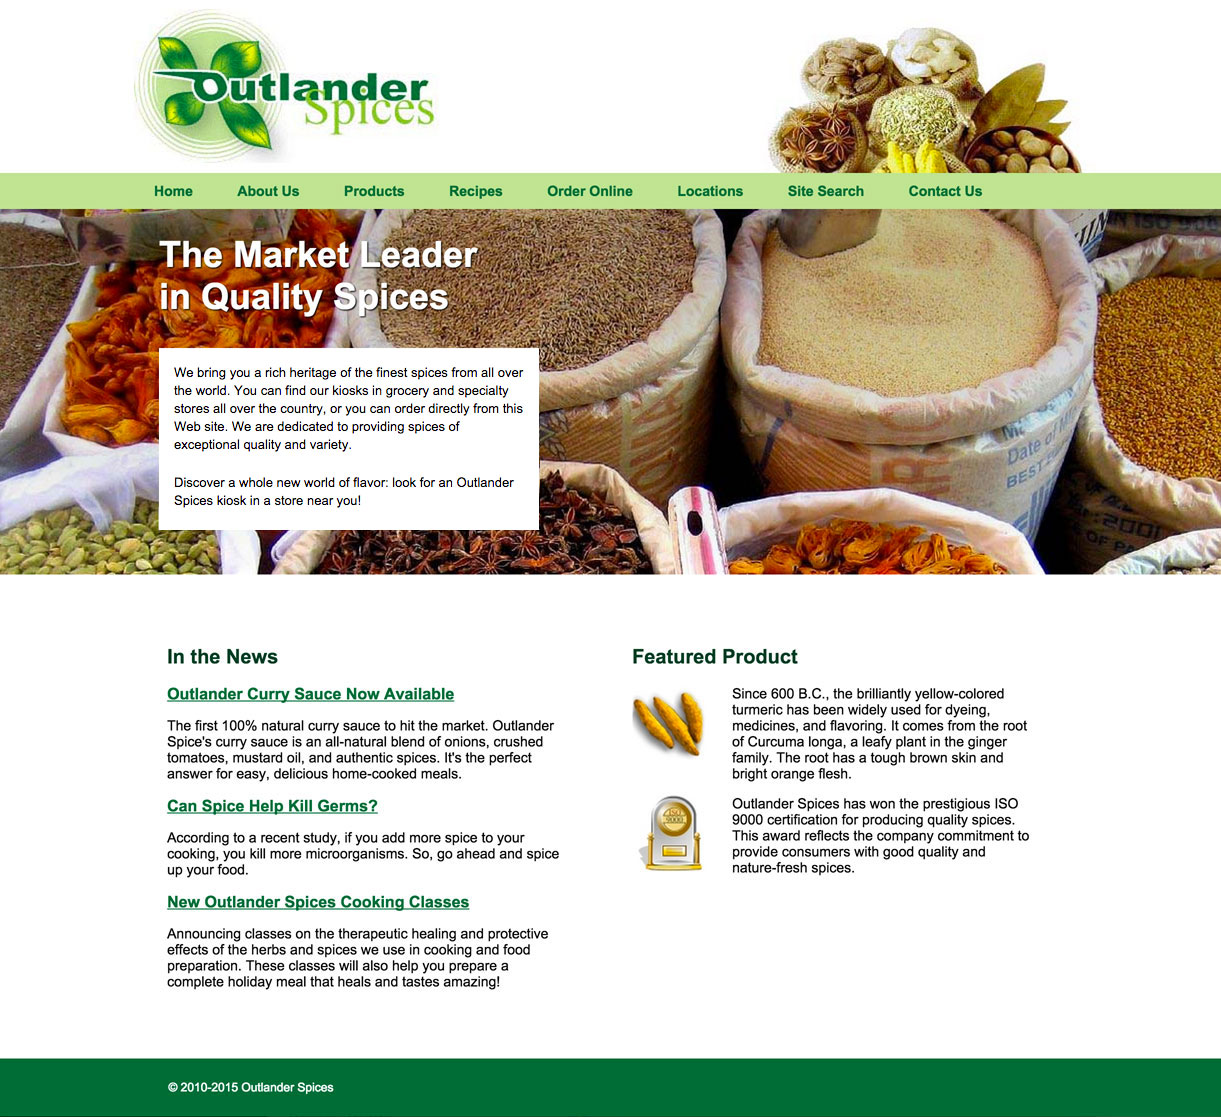 Outlander
Spices
Home About Us Products Recipes Order Online Locations Site Search Contact Us
The Market Leader
in Quality Spices
We bring you a rich heritage of the finest spices from all over
the world. You can find our kiosks in grocery and specialty
stores all over the country, or you can order directly from this
Web site. We are dedicated to providing spices of
exceptional quality and variety.
Discover a whole new world of flavor: look for an Outlander
Spices kiosk in a store near you!
Date of M
BEST
2001
OF P
In the News
Outlander Curry Sauce Now Available
The first 100% natural curry sauce to hit the market. Outlander
Spice's curry sauce is an all-natural blend of onions, crushed
tomatoes, mustard oil, and authentic spices. It's the perfect
answer for easy, delicious home-cooked meals.
Can Spice Help Kill Germs?
According to a recent study, if you add more spice to your
cooking, you kill more microorganisms. So, go ahead and spice
up your food.
New Outlander Spices Cooking Classes
Announcing classes on the therapeutic healing and protective
effects of the herbs and spices we use in cooking and food
preparation. These classes will also help you prepare a
complete holiday meal that heals and tastes amazing!
Featured Product
Since 600 B.C., the brilliantly yellow-colored
turmeric has been widely used for dyeing,
medicines, and flavoring. It comes from the root
of Curcuma longa, a leafy plant in the ginger
family. The root has a tough brown skin and
bright orange flesh.
ISO
9000
Outlander Spices has won the prestigious ISO
9000 certification for producing quality spices.
This award reflects the company commitment to
provide consumers with good quality and
nature-fresh spices.
© 2010-2015 Outlander Spices